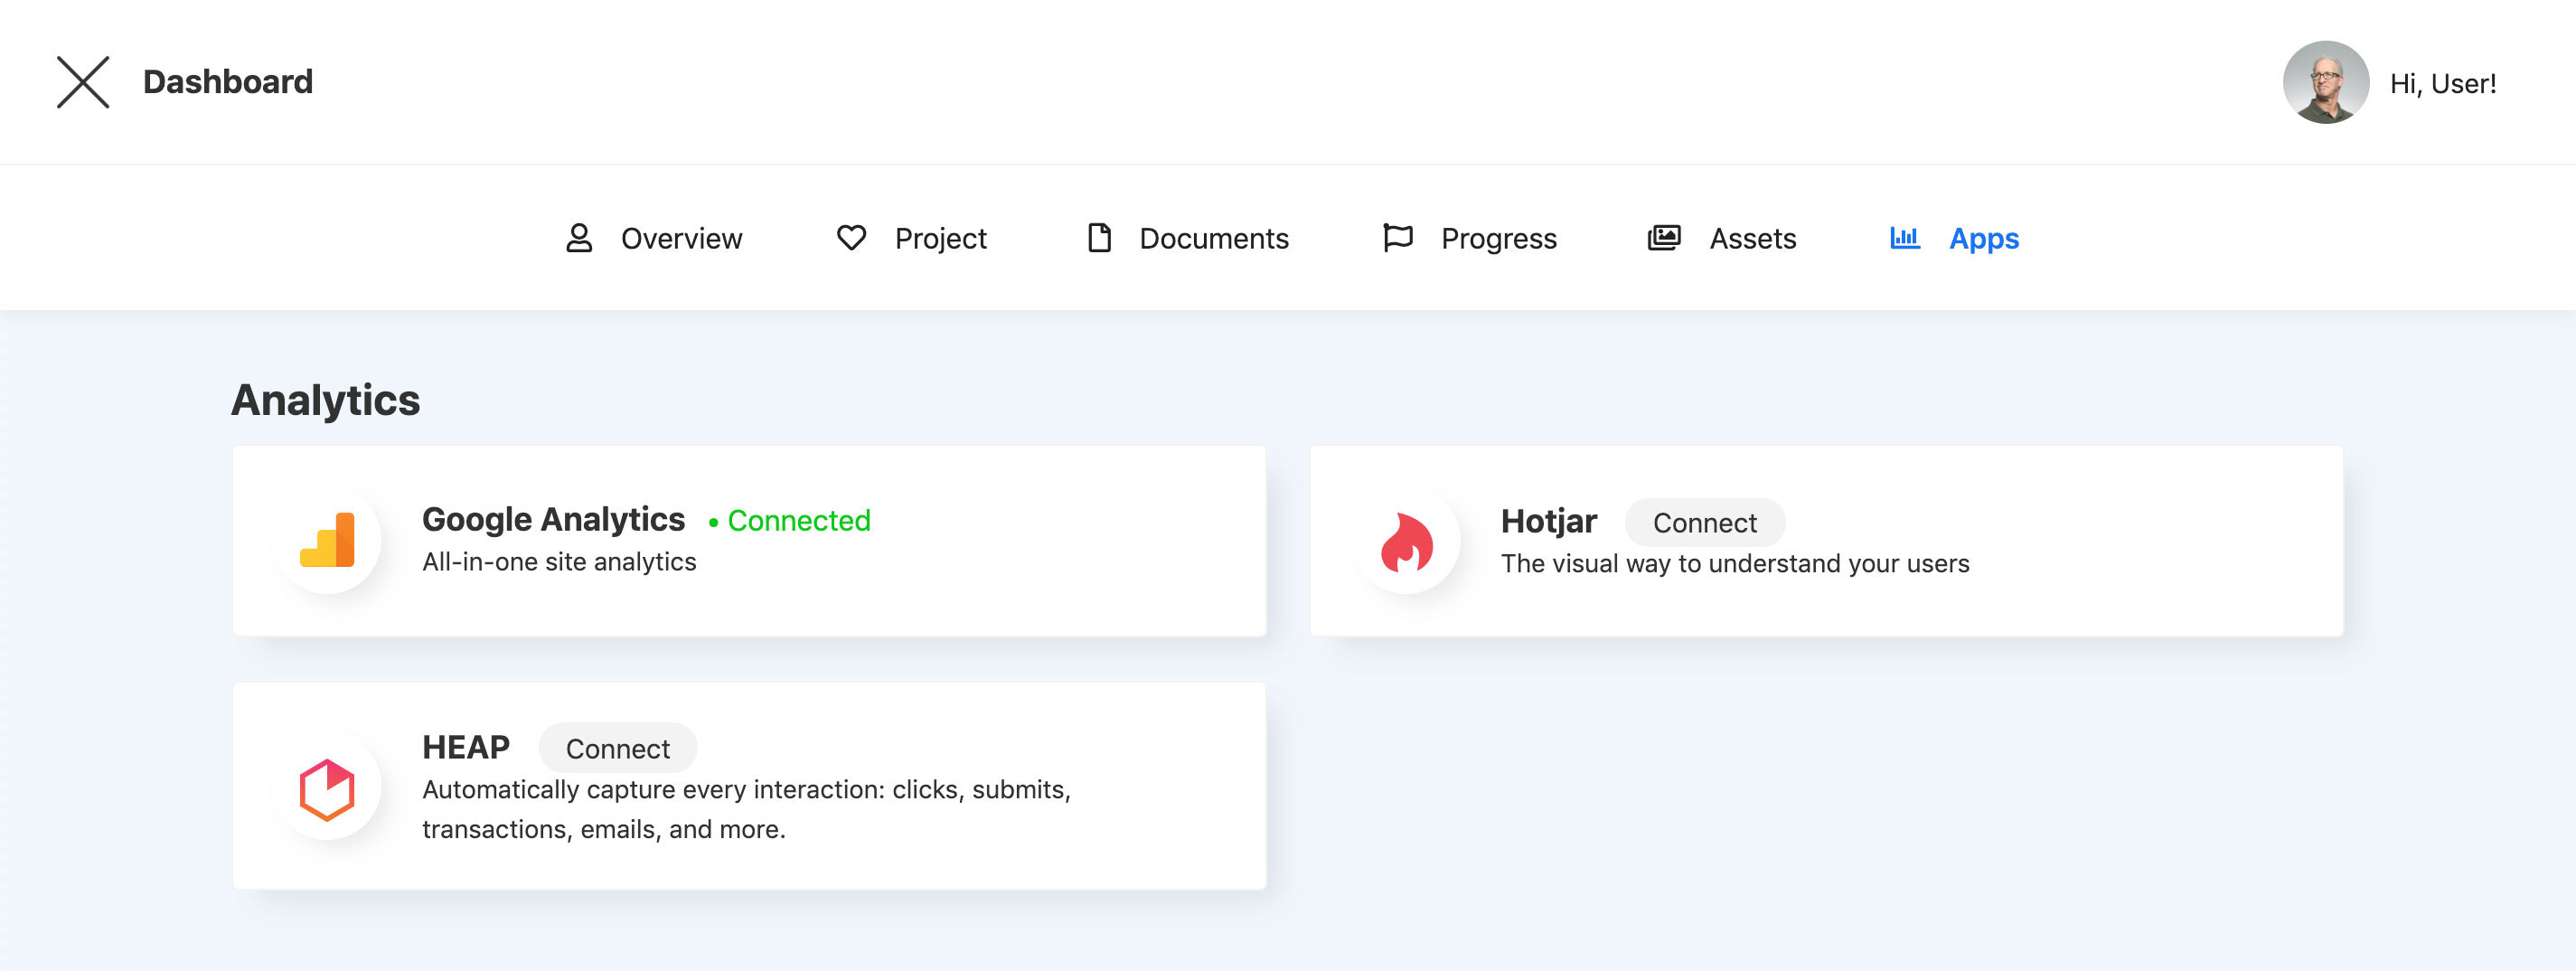 Dashboard
Hi, User!
Overview
Project
Documents
Progress
Assets
Apps
Analytics
Google Analytics • Connected
All-in-one site analytics
Hotjar Connect
The visual way to understand your users
HEAP Connect
Automatically capture every interaction: clicks, submits,
transactions, emails, and more.